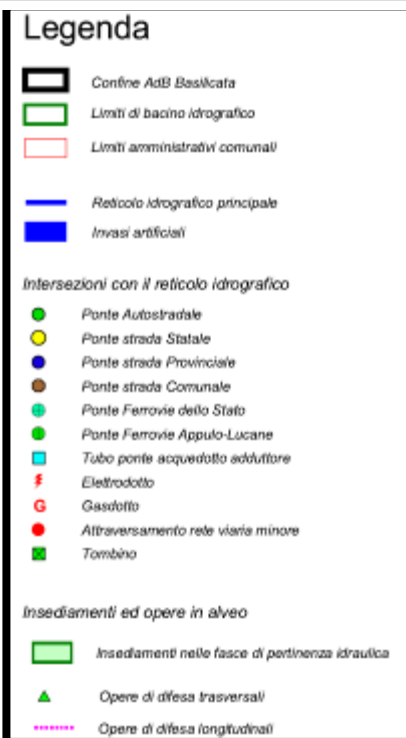 Legenda
Confine AdB Basilicata
Limiti di bacino idrografico
Limiti amministrativi comunali
Reticolo idrografico principale
Invasi artificiali
Intersezioni con il reticolo idrografico
Ponte Autostradale
Ponte strada Statale
Ponte strada Provinciale
Ponte strada Comunale
Ponte Ferrovie dello Stato
Ponte Ferrovie Appulo-Lucane
Tubo ponte acquedotto adduttore
Elettrodotto
G Gasdotto
Attraversamento rete viaria minore
Tombino
Insediamenti ed opere in alveo
Insediamenti nelle fasce di pertinenza idraulica
Opere di difesa trasversali
Opere di difesa longitudinali